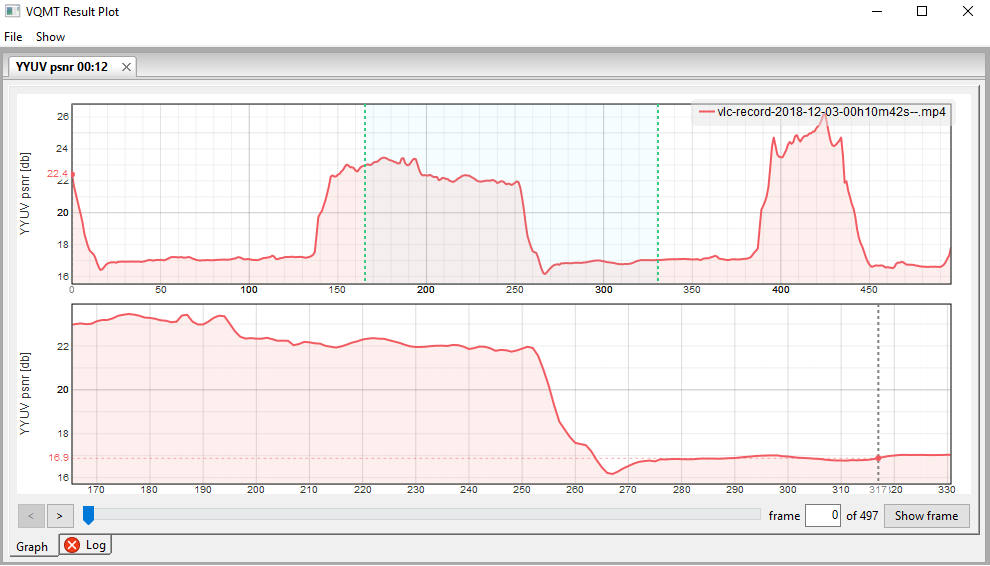 VQMT Result Plot
File Show
YYUV psnr 00:12
vlc-record-2018-12-03-00h10m42s--.mp4
YYUV psnr [db]
26
24
22.4
22
20
18
16
0 50 100 150 200 250 300 350 400 450
YYUV psnr [db]
22
20
18
16.9
16
170 180 190 200 210 220 230 240 250 260 270 280 290 300 310 317 320 330
< > frame 0 of 497 Show frame
Graph Log